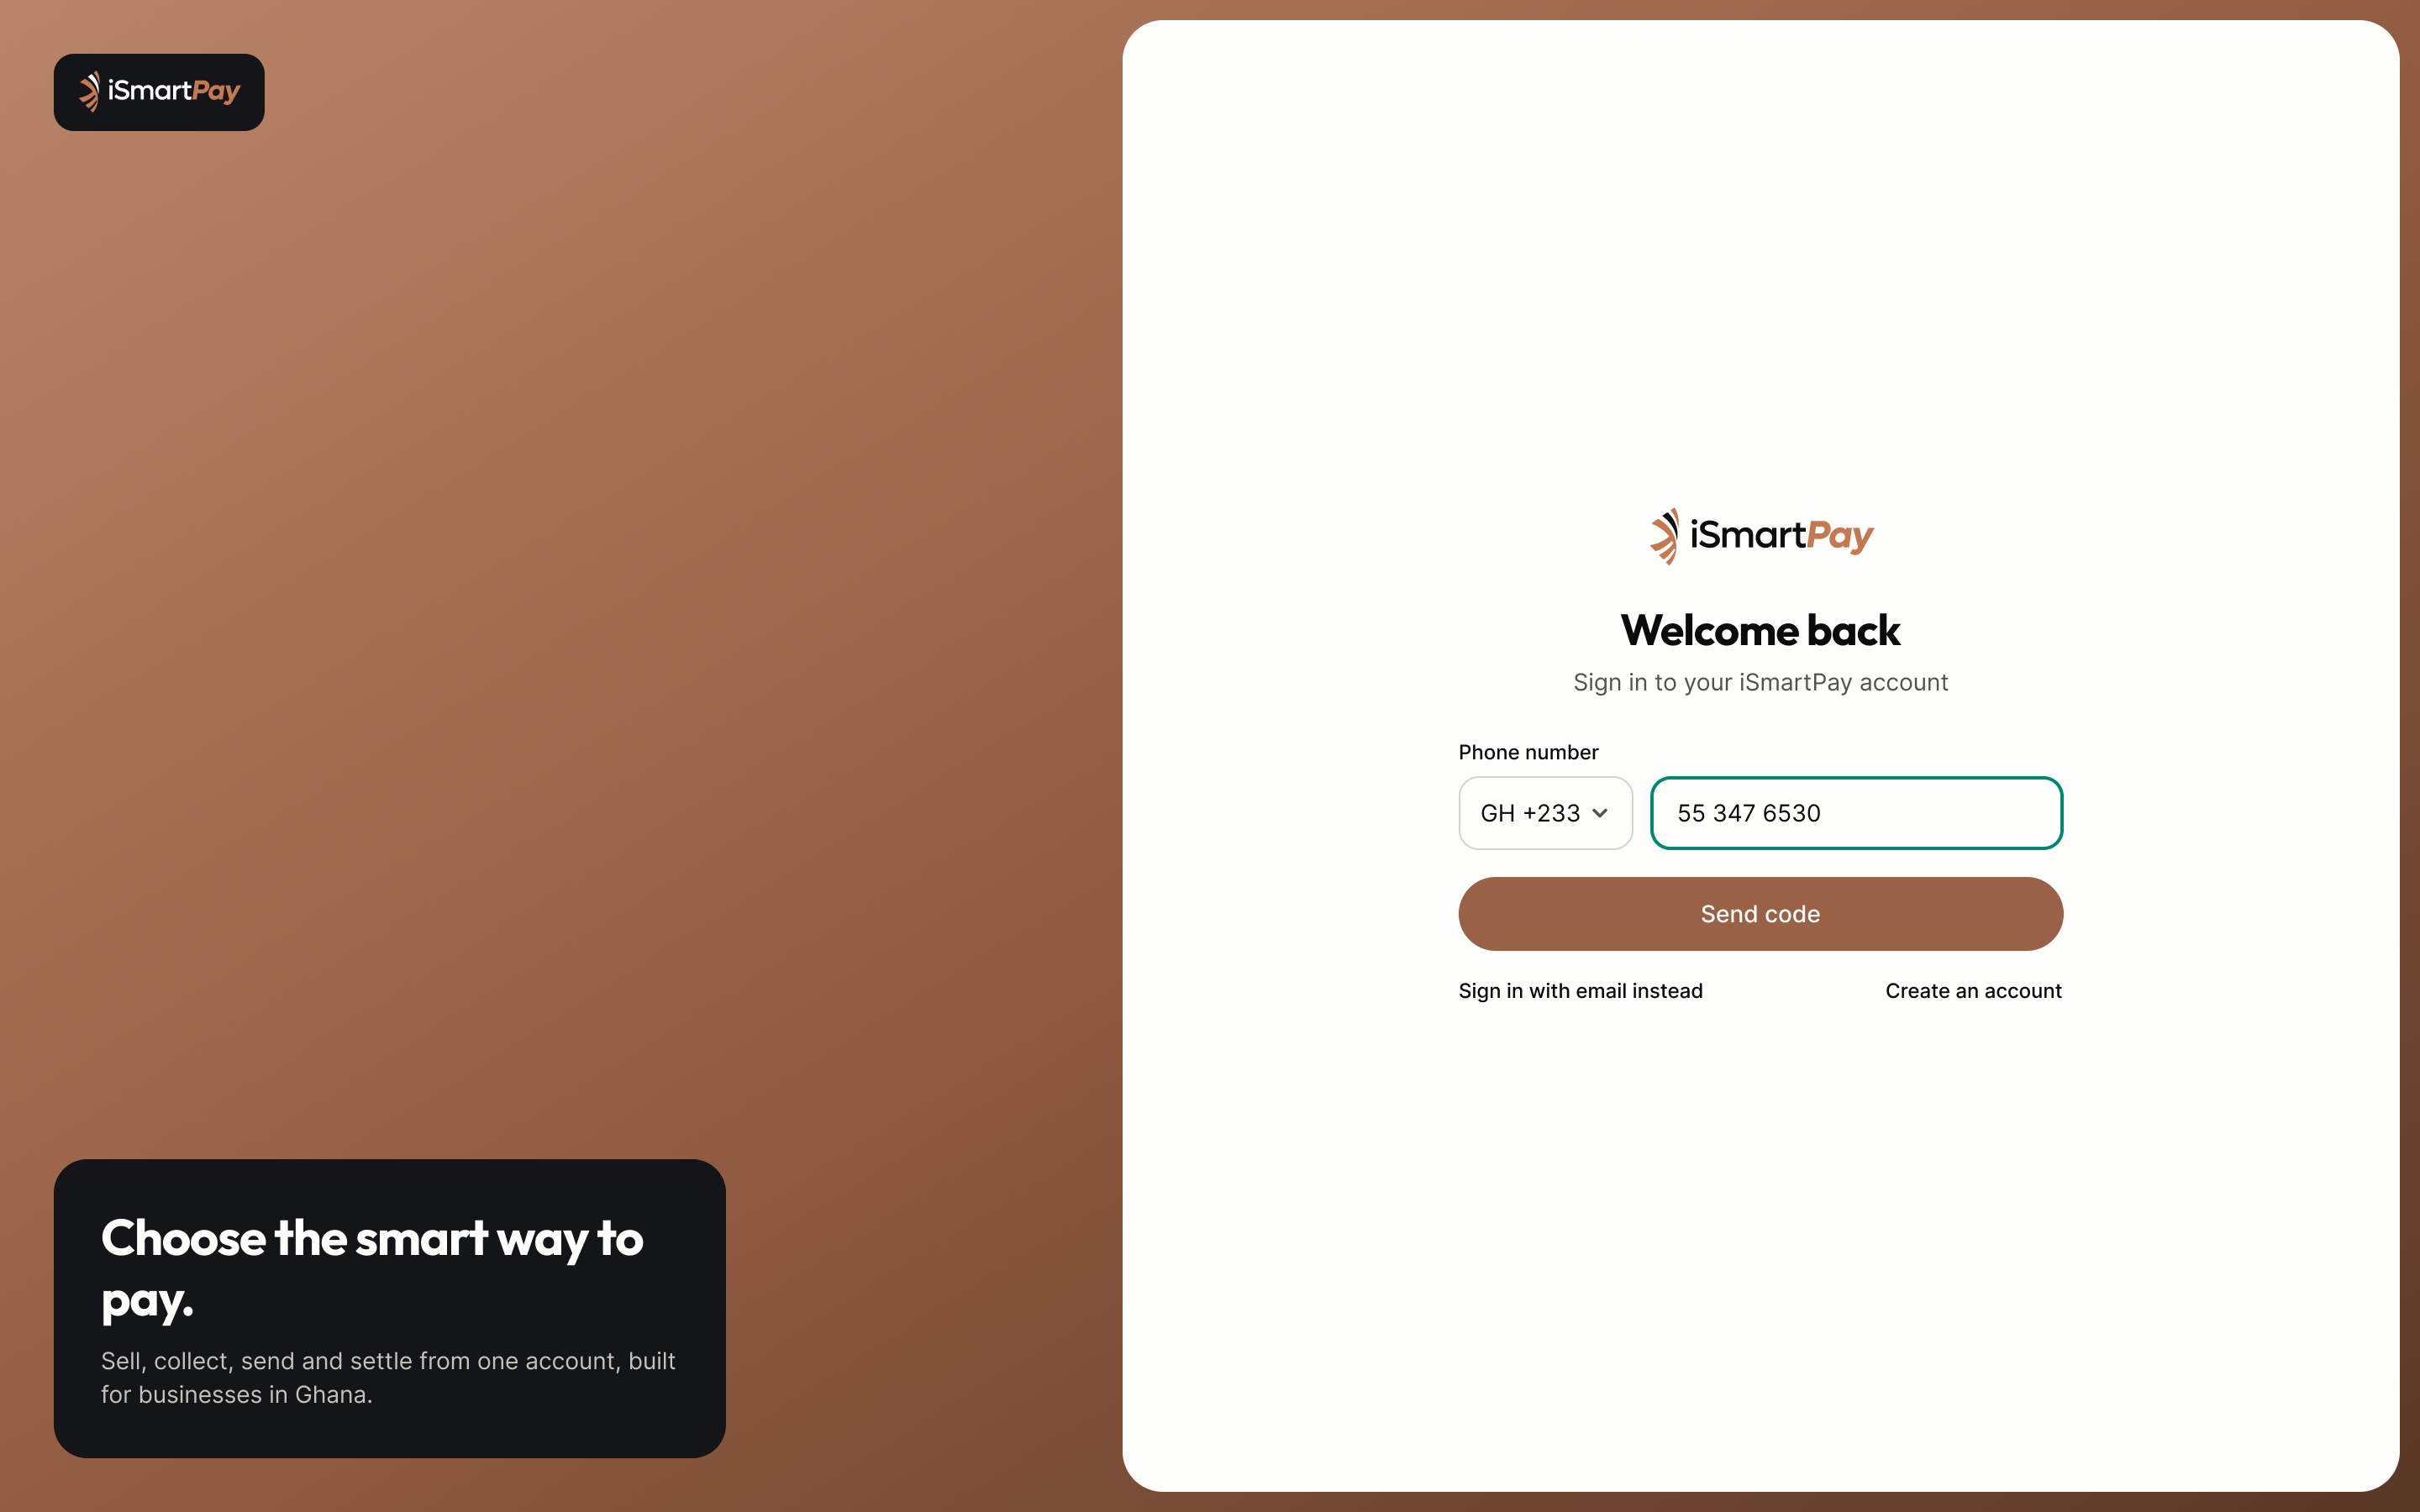 iSmartPay
Choose the smart way to
pay.
Sell, collect, send and settle from one account, built
for businesses in Ghana.
iSmartPay
Welcome back
Sign in to your iSmartPay account
Phone number
GH +233
55 347 6530
Send code
Sign in with email instead
Create an account